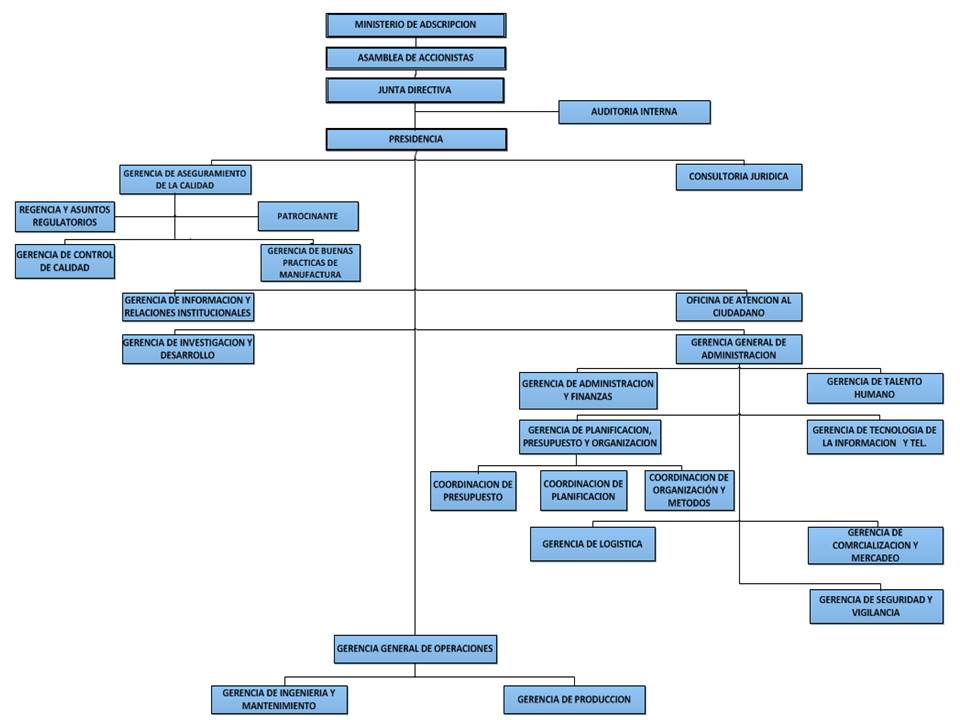 MINISTERIO DE ADSCRIPCION
ASAMBLEA DE ACCIONISTAS
JUNTA DIRECTIVA
AUDITORIA INTERNA
PRESIDENCIA
GERENCIA DE ASEGURAMIENTO
DE LA CALIDAD
CONSULTORIA JURIDICA
REGENCIA Y ASUNTOS
REGULATORIOS
PATROCINANTE
GERENCIA DE CONTROL
DE CALIDAD
GERENCIA DE BUENAS
PRACTICAS DE
MANUFACTURA
GERENCIA DE INFORMACION Y
RELACIONES INSTITUCIONALES
OFICINA DE ATENCION AL
CIUDADANO
GERENCIA DE INVESTIGACION Y
DESARROLLO
GERENCIA GENERAL DE
ADMINISTRACION
GERENCIA DE ADMINISTRACION
Y FINANZAS
GERENCIA DE TALENTO
HUMANO
GERENCIA DE PLANIFICACION,
PRESUPUESTO Y ORGANIZACION
GERENCIA DE TECNOLOGIA DE
LA INFORMACION Y TEL.
COORDINACION DE
PRESUPUESTO
COORDINACION DE
PLANIFICACION
COORDINACION DE
ORGANIZACIÓN Y
METODOS
GERENCIA DE LOGISTICA
GERENCIA DE
COMRCIALIZACION Y
MERCADEO
GERENCIA DE SEGURIDAD Y
VIGILANCIA
GERENCIA GENERAL DE OPERACIONES
GERENCIA DE INGENIERIA Y
MANTENIMIENTO
GERENCIA DE PRODUCCION